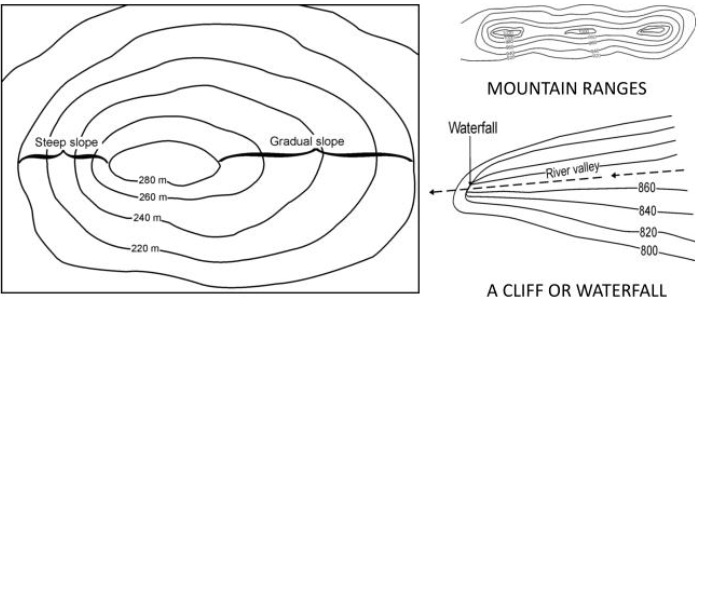 Steep slope
Gradual slope
280 m
260 m
240 m
220 m
MOUNTAIN RANGES
Waterfall
River valley
860
840
820
800
A CLIFF OR WATERFALL